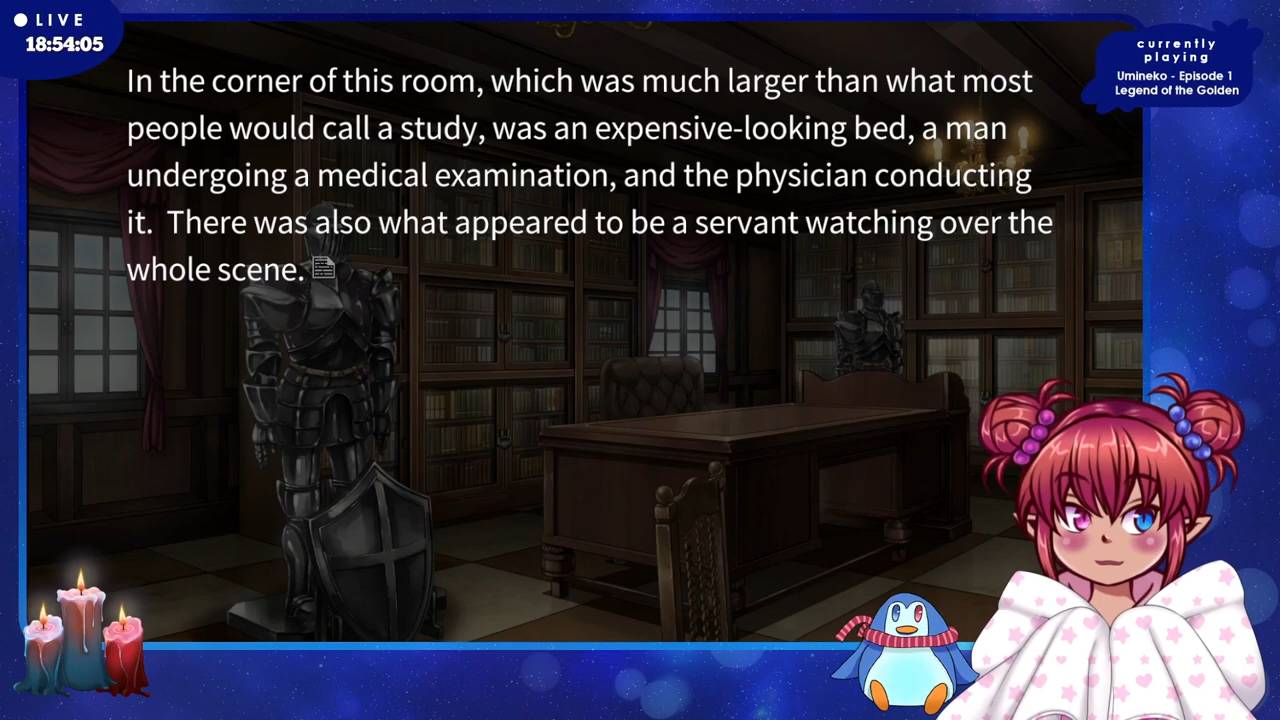 LIVE
18:54:05
currently
playing
Umineko - Episode 1
Legend of the Golden
In the corner of this room, which was much larger than what most
people would call a study, was an expensive-looking bed, a man
undergoing a medical examination, and the physician conducting
it.  There was also what appeared to be a servant watching over the
whole scene.